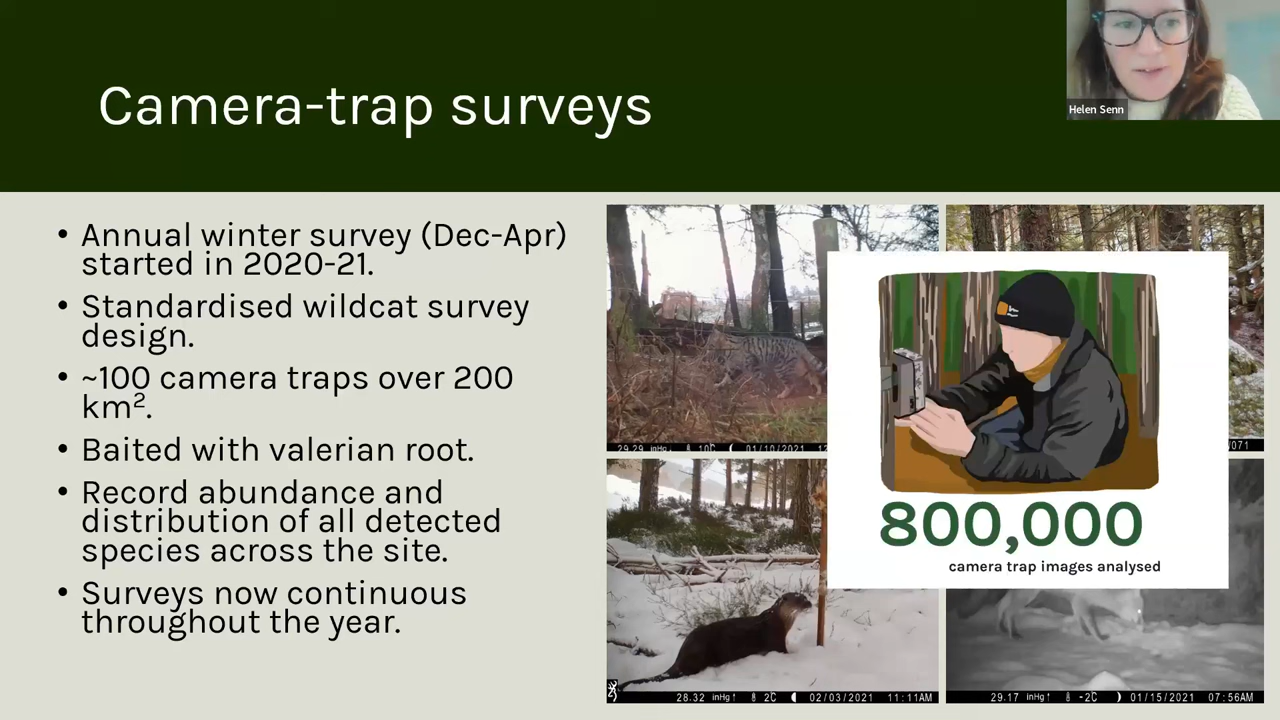 Camera-trap surveys
Helen Senn
• Annual winter survey (Dec-Apr)
started in 2020-21.
• Standardised wildcat survey
design.
• ~100 camera traps over 200
km².
• Baited with valerian root.
• Record abundance and
distribution of all detected
species across the site.
• Surveys now continuous
throughout the year.
29.29 inHg 10C 01/10/2021 12
/071
800,000
camera trap images analysed
28.32 inHg↑ 2C 02/03/2021 11:11AM
29.17 inHg↑ -2C 01/15/2021 07:56AM